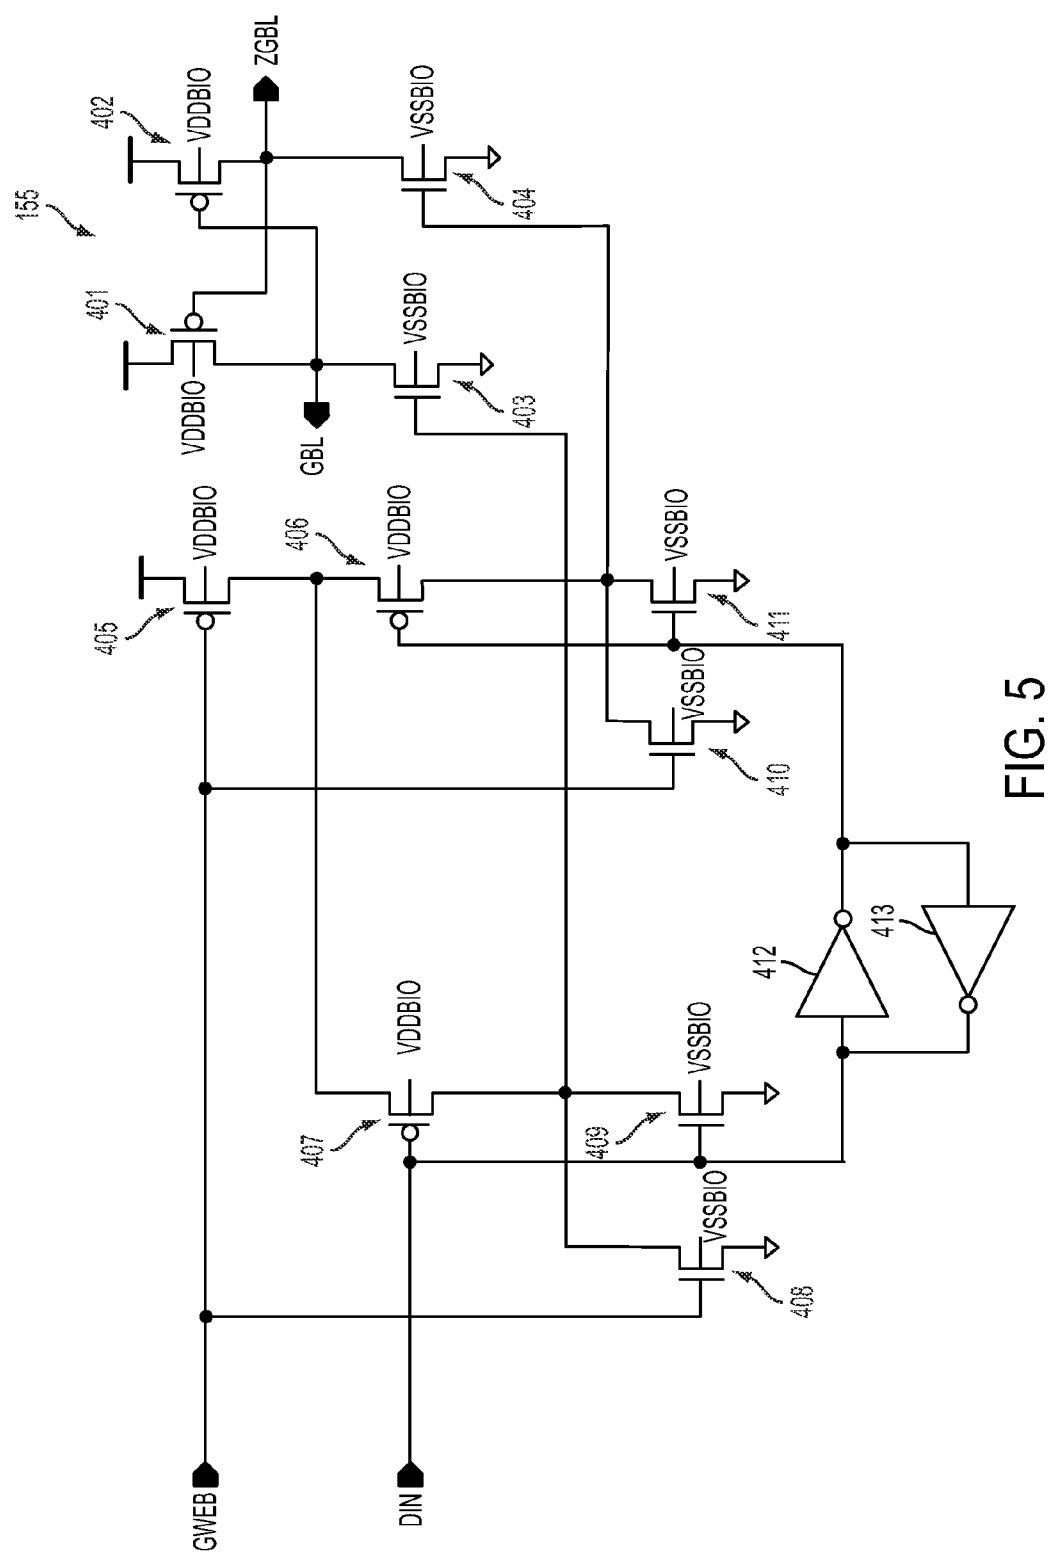 155
401
402
VDDBIO
VDDBIO
ZGBL
GBL
VSSBIO
VSSBIO
403
404
405
VDDBIO
406
VDDBIO
GWEB
407
VDDBIO
DIN
VSSBIO
408
409
VSSBIO
VSSBIO
410
VSSBIO
411
412
413
FIG. 5